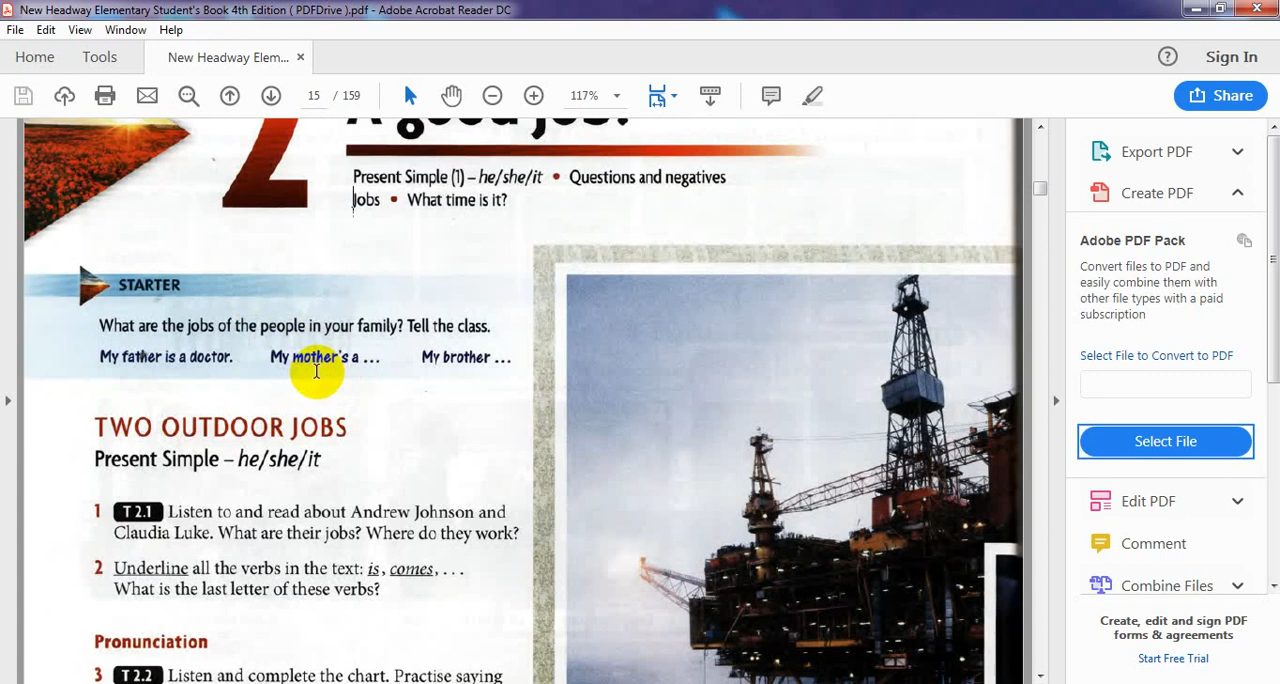 New Headway Elementary Student's Book 4th Edition ( PDFDrive ).pdf - Adobe Acrobat Reader DC
File Edit View Window Help
Home Tools New Headway Elem... × Sign In
15 / 159 117% Share
2 A good job!
Present Simple (1) – he/she/it • Questions and negatives
Jobs • What time is it?
STARTER
What are the jobs of the people in your family? Tell the class.
My father is a doctor. My mother's a ... My brother ...
TWO OUTDOOR JOBS
Present Simple – he/she/it
1 T 2.1 Listen to and read about Andrew Johnson and
Claudia Luke. What are their jobs? Where do they work?
2 Underline all the verbs in the text: is, comes, ...
What is the last letter of these verbs?
Pronunciation
3 T 2.2 Listen and complete the chart. Practise saying
Export PDF
Create PDF
Adobe PDF Pack
Convert files to PDF and
easily combine them with
other file types with a paid
subscription
Select File to Convert to PDF
Select File
Edit PDF
Comment
Combine Files
Create, edit and sign PDF
forms & agreements
Start Free Trial